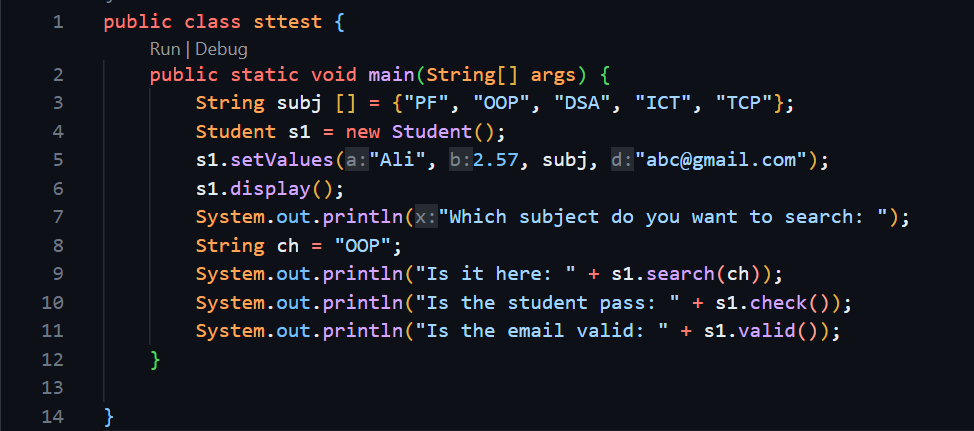 1 public class sttest {
Run | Debug
2 public static void main(String[] args) {
3 String subj [] = {"PF", "OOP", "DSA", "ICT", "TCP"};
4 Student s1 = new Student();
5 s1.setValues(a:"Ali", b:2.57, subj, d:"abc@gmail.com");
6 s1.display();
7 System.out.println(x:"Which subject do you want to search: ");
8 String ch = "OOP";
9 System.out.println("Is it here: " + s1.search(ch));
10 System.out.println("Is the student pass: " + s1.check());
11 System.out.println("Is the email valid: " + s1.valid());
12 }
13
14 }